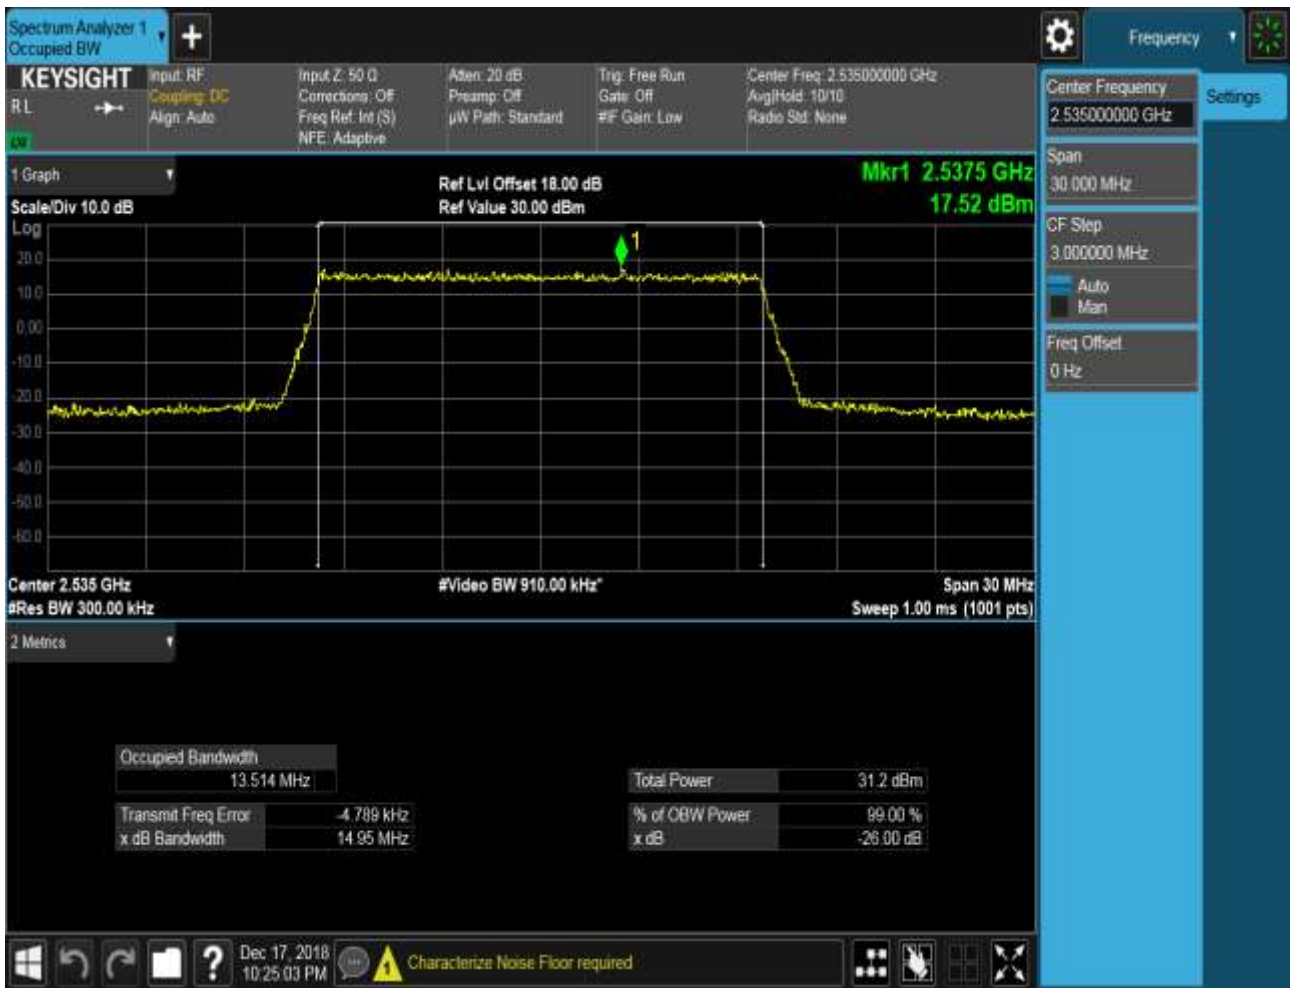 Spectrum Analyzer 1
Occupied BW
Frequency
KEYSIGHT
R L
Input: RF
Coupling: DC
Align: Auto
Input Z: 50 Ω
Corrections: Off
Freq Ref: Int (S)
NFE: Adaptive
Atten: 20 dB
Preamp: Off
µW Path: Standard
Trig: Free Run
Gate: Off
#IF Gain: Low
Center Freq: 2.535000000 GHz
Avg|Hold: 10/10
Radio Std: None
Center Frequency
2.535000000 GHz
Settings
Span
30.000 MHz
CF Step
3.000000 MHz
Auto
Man
Freq Offset
0 Hz
1 Graph
Scale/Div 10.0 dB
Ref Lvl Offset 18.00 dB
Ref Value 30.00 dBm
Mkr1 2.5375 GHz
17.52 dBm
Log
1
20.0
10.0
0.00
-10.0
-20.0
-30.0
-40.0
-50.0
-60.0
Center 2.535 GHz
#Video BW 910.00 kHz*
Span 30 MHz
#Res BW 300.00 kHz
Sweep 1.00 ms (1001 pts)
2 Metrics
Occupied Bandwidth
13.514 MHz
Total Power 31.2 dBm
Transmit Freq Error -4.789 kHz
% of OBW Power 99.00 %
x dB Bandwidth 14.95 MHz
x dB -26.00 dB
Dec 17, 2018
10:25:03 PM
Characterize Noise Floor required